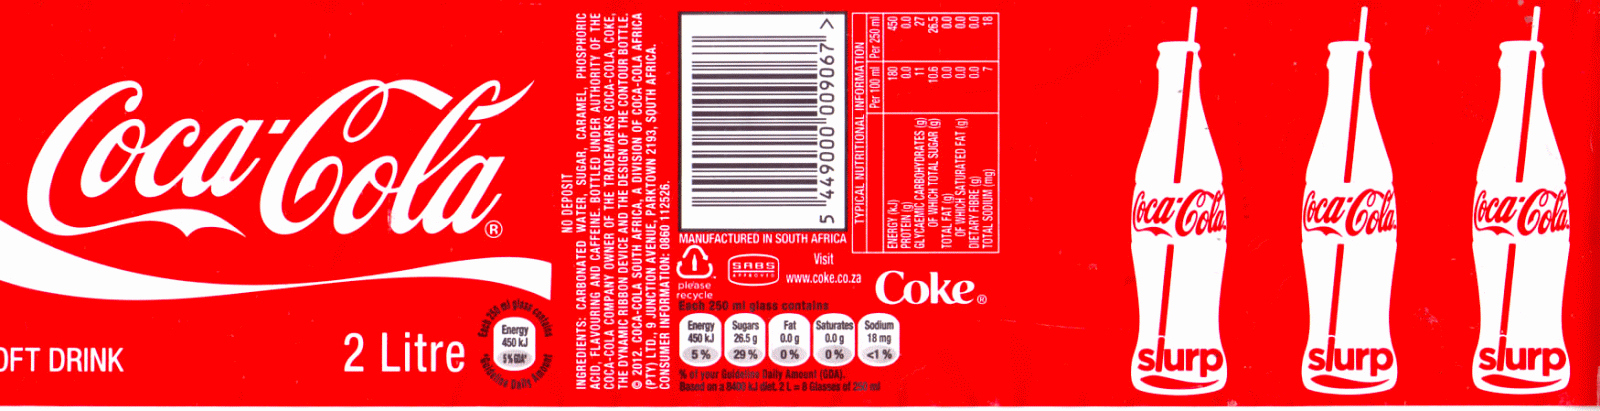 Coca-Cola®
OFT DRINK
2 Litre
Each 250 ml glass contains
Energy
450 kJ
5% GDA*
*Guideline Daily Amount
NO DEPOSIT
INGREDIENTS: CARBONATED WATER, SUGAR, CARAMEL, PHOSPHORIC
ACID, FLAVOURING AND CAFFEINE. BOTTLED UNDER AUTHORITY OF THE
COCA-COLA COMPANY OWNER OF THE TRADEMARKS COCA-COLA, COKE,
THE DYNAMIC RIBBON DEVICE AND THE DESIGN OF THE CONTOUR BOTTLE.
© 2012. COCA-COLA SOUTH AFRICA, A DIVISION OF COCA-COLA AFRICA
(PTY) LTD., 9 JUNCTION AVENUE, PARKTOWN 2193, SOUTH AFRICA.
CONSUMER INFORMATION: 0860 112526.
5 449000 009067 >
MANUFACTURED IN SOUTH AFRICA
please
recycle
SABS
APPROVED
Visit
www.coke.co.za
Each 250 ml glass contains
Energy Sugars Fat Saturates Sodium
450 kJ 26.5 g 0.0 g 0.0 g 18 mg
5 % 29 % 0 % 0 % <1 %
% of your Guideline Daily Amount (GDA).
Based on a 8400 kJ diet. 2 L = 8 Glasses of 250 ml
TYPICAL NUTRITIONAL INFORMATION
Per 100 ml Per 250 ml
ENERGY (kJ) 180 450
PROTEIN (g) 0.0 0.0
GLYCAEMIC CARBOHYDRATES (g) 11 27
OF WHICH TOTAL SUGAR (g) 10.6 26.5
TOTAL FAT (g) 0.0 0.0
OF WHICH SATURATED FAT (g) 0.0 0.0
DIETARY FIBRE (g) 0.0 0.0
TOTAL SODIUM (mg) 7 18
Coke®
Coca-Cola
slurp
Coca-Cola
slurp
Coca-Cola
slurp